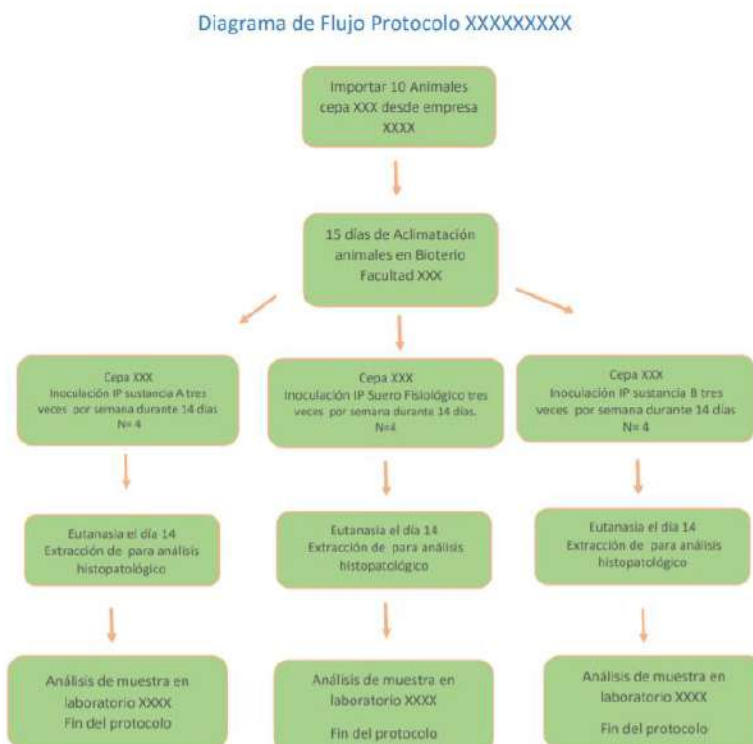 Diagrama de Flujo Protocolo XXXXXXXXX
Importar 10 Animales
cepa XXX desde empresa
XXXX
15 días de Aclimatación
animales en Bioterio
Facultad XXX
Cepa XXX
Inoculación IP sustancia A tres
veces por semana durante 14 días
N= 4
Cepa XXX
Inoculación IP Suero Fisiológico tres
veces por semana durante 14 días.
N=4
Cepa XXX
Inoculación IP sustancia B tres
veces por semana durante 14 días
N= 4
Eutanasia el día 14
Extracción de para análisis
histopatológico
Eutanasia el día 14
Extracción de para análisis
histopatológico
Eutanasia el día 14
Extracción de para análisis
histopatológico
Análisis de muestra en
laboratorio XXXX
Fin del protocolo
Análisis de muestra en
laboratorio XXXX
Fin del protocolo
Análisis de muestra en
laboratorio XXXX
Fin del protocolo